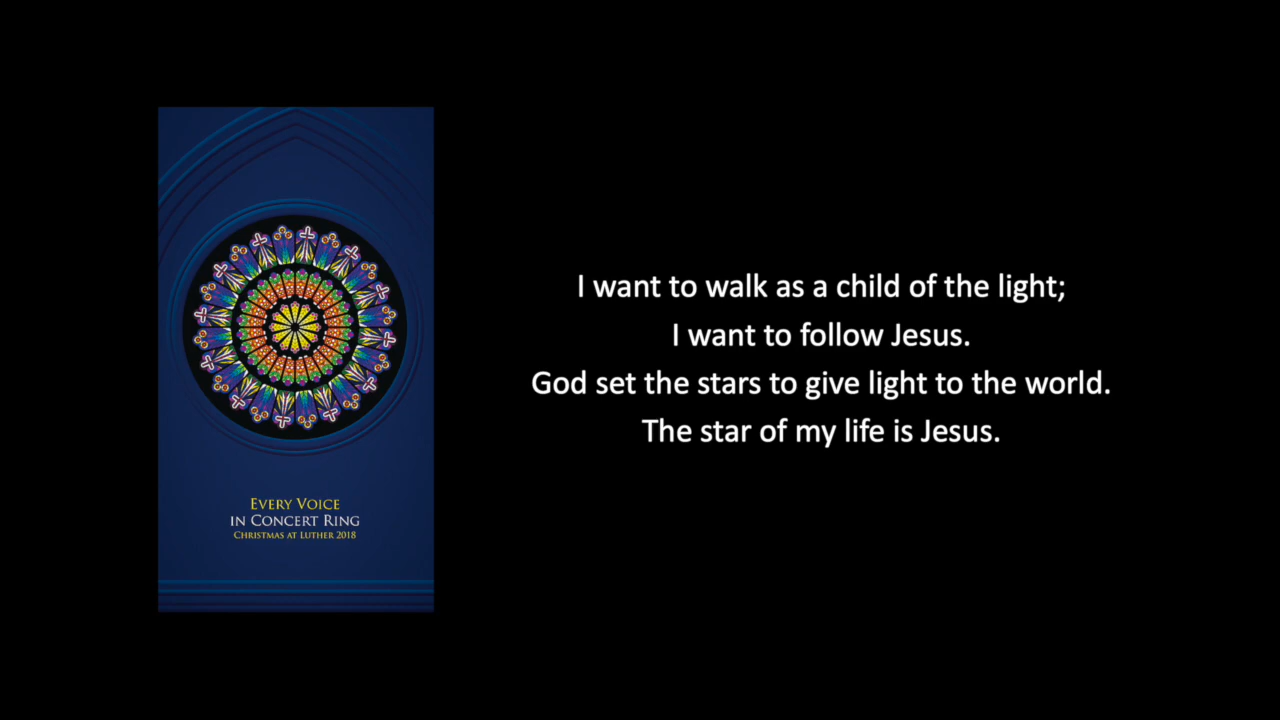 I want to walk as a child of the light;
I want to follow Jesus.
God set the stars to give light to the world.
The star of my life is Jesus.
EVERY VOICE
IN CONCERT RING
CHRISTMAS AT LUTHER 2018